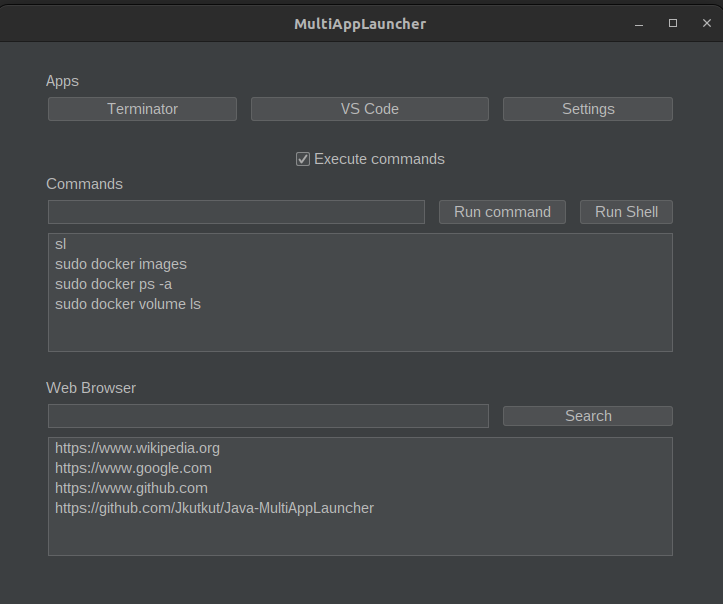 MultiAppLauncher
Apps
Terminator VS Code Settings
Execute commands
Commands
Run command Run Shell
sl
sudo docker images
sudo docker ps -a
sudo docker volume ls
Web Browser
Search
https://www.wikipedia.org
https://www.google.com
https://www.github.com
https://github.com/Jkutkut/Java-MultiAppLauncher